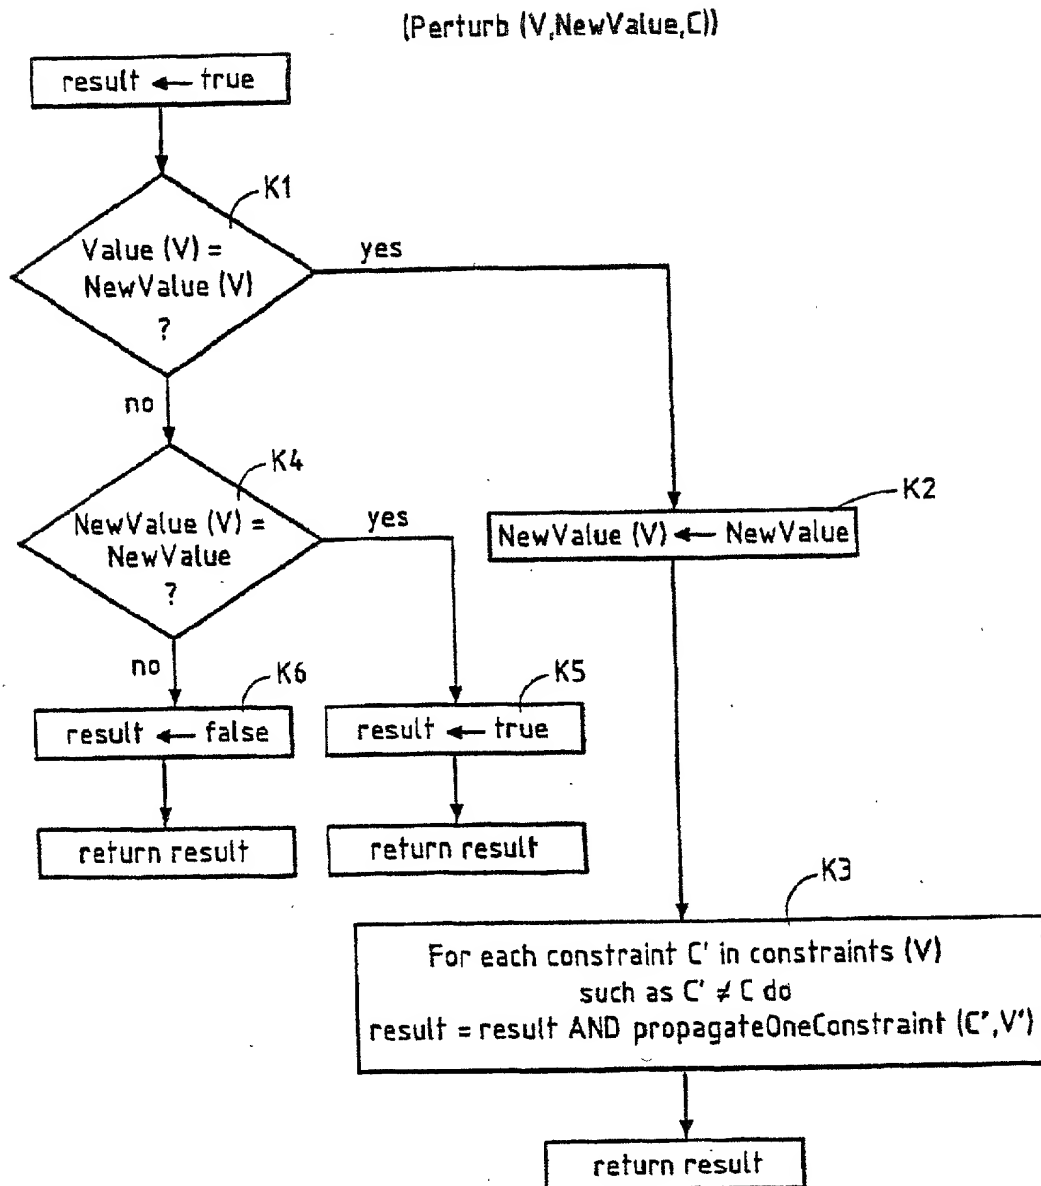 (Perturb (V,NewValue,C))
result ← true
K1
Value (V) =
NewValue (V)
?
yes
no
K4
NewValue (V) =
NewValue
?
yes
K2
NewValue (V) ← NewValue
no
K6
result ← false
K5
result ← true
return result
return result
K3
For each constraint C' in constraints (V)
such as C' ≠ C do
result = result AND propagateOneConstraint (C',V')
return result